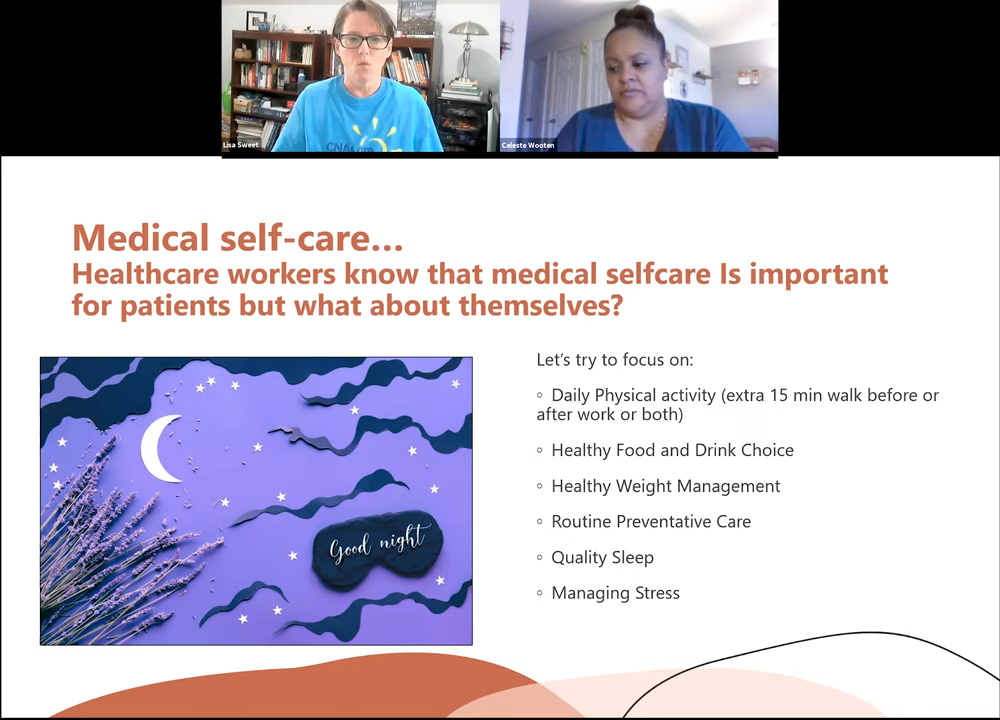 Lisa Sweet
Celeste Wooten
Medical self-care...
Healthcare workers know that medical selfcare Is important
for patients but what about themselves?
Let's try to focus on:
◦ Daily Physical activity (extra 15 min walk before or
after work or both)
◦ Healthy Food and Drink Choice
◦ Healthy Weight Management
◦ Routine Preventative Care
◦ Quality Sleep
◦ Managing Stress
Good night